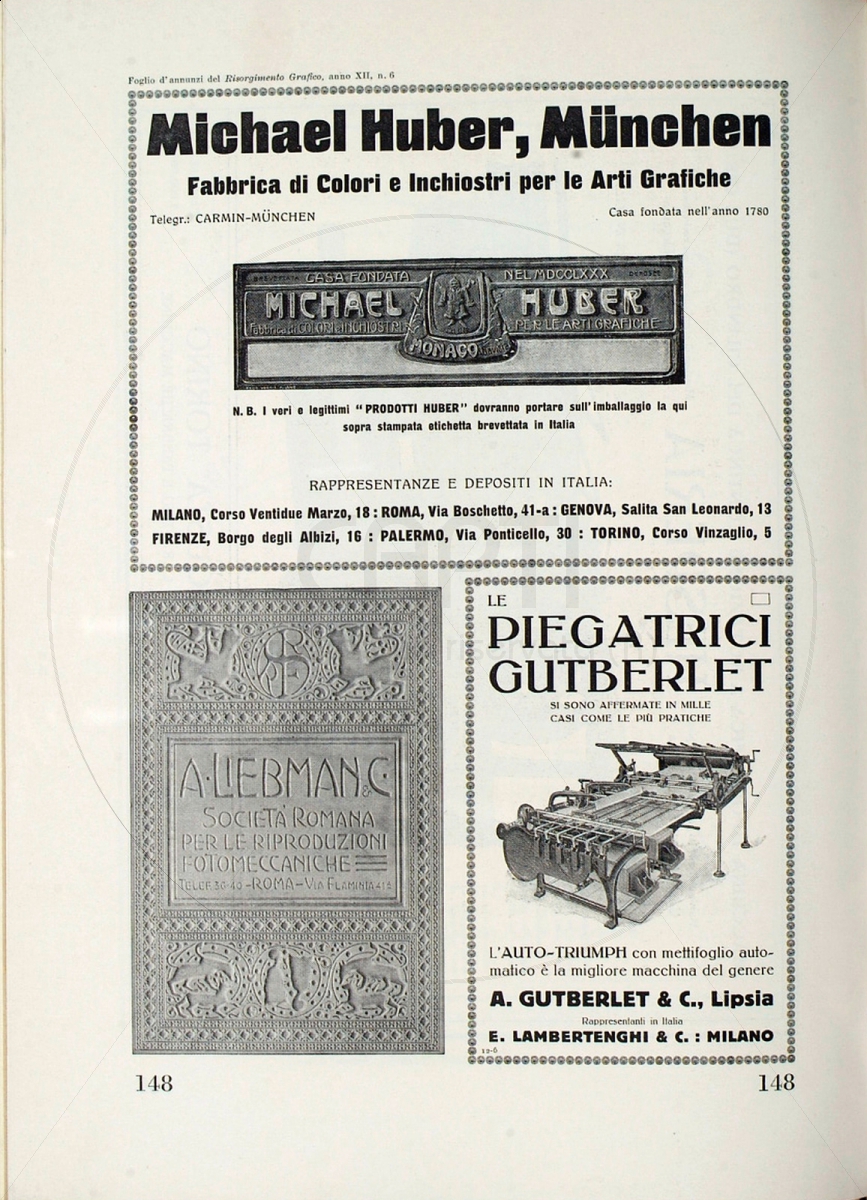 Foglio d'annunzi del Risorgimento Grafico, anno XII, n. 6
Michael Huber, München
Fabbrica di Colori e Inchiostri per le Arti Grafiche
Telegr.: CARMIN-MÜNCHEN
Casa fondata nell'anno 1780
BREVETTATA CASA FONDATA NEL MDCCLXXX
MICHAEL HUBER
Fabbrica di COLORI e INCHIOSTRI PER LE ARTI GRAFICHE
MONACO
N. B. I veri e legittimi "PRODOTTI HUBER" dovranno portare sull'imballaggio la qui
sopra stampata etichetta brevettata in Italia
RAPPRESENTANZE E DEPOSITI IN ITALIA:
MILANO, Corso Ventidue Marzo, 18 : ROMA, Via Boschetto, 41-a : GENOVA, Salita San Leonardo, 13
FIRENZE, Borgo degli Albizi, 16 : PALERMO, Via Ponticello, 30 : TORINO, Corso Vinzaglio, 5
A. LIEBMAN & C.
SOCIETÀ ROMANA
PER LE RIPRODUZIONI
FOTOMECCANICHE
TELEF. 30-40 - ROMA - VIA FLAMINIA
LE
PIEGATRICI
GUTBERLET
SI SONO AFFERMATE IN MILLE
CASI COME LE PIÙ PRATICHE
L'AUTO-TRIUMPH con mettifoglio auto-
matico è la migliore macchina del genere
A. GUTBERLET & C., Lipsia
Rappresentanti in Italia
E. LAMBERTENGHI & C. : MILANO
12-6
148
148